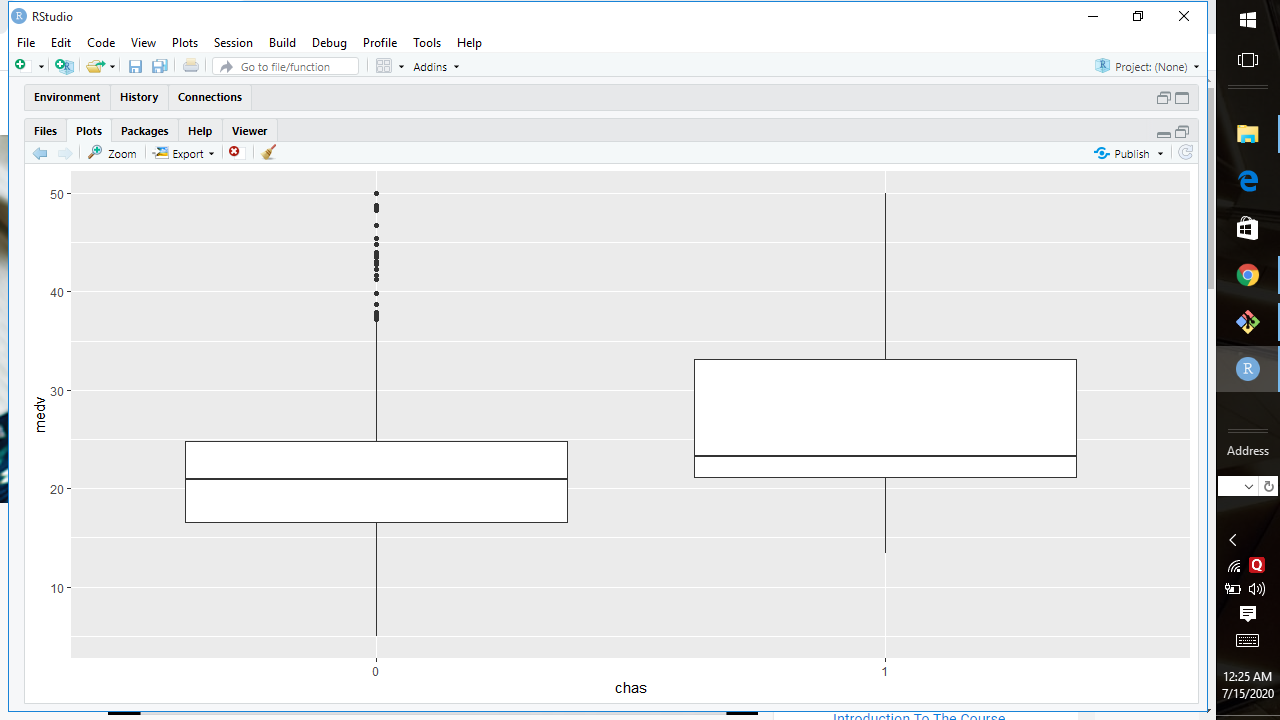 RStudio
File Edit Code View Plots Session Build Debug Profile Tools Help
Go to file/function Addins Project: (None)
Environment History Connections
Files Plots Packages Help Viewer
Zoom Export Publish
50
40
30
20
10
medv
0 1
chas
Address
12:25 AM
7/15/2020
Introduction To The Course